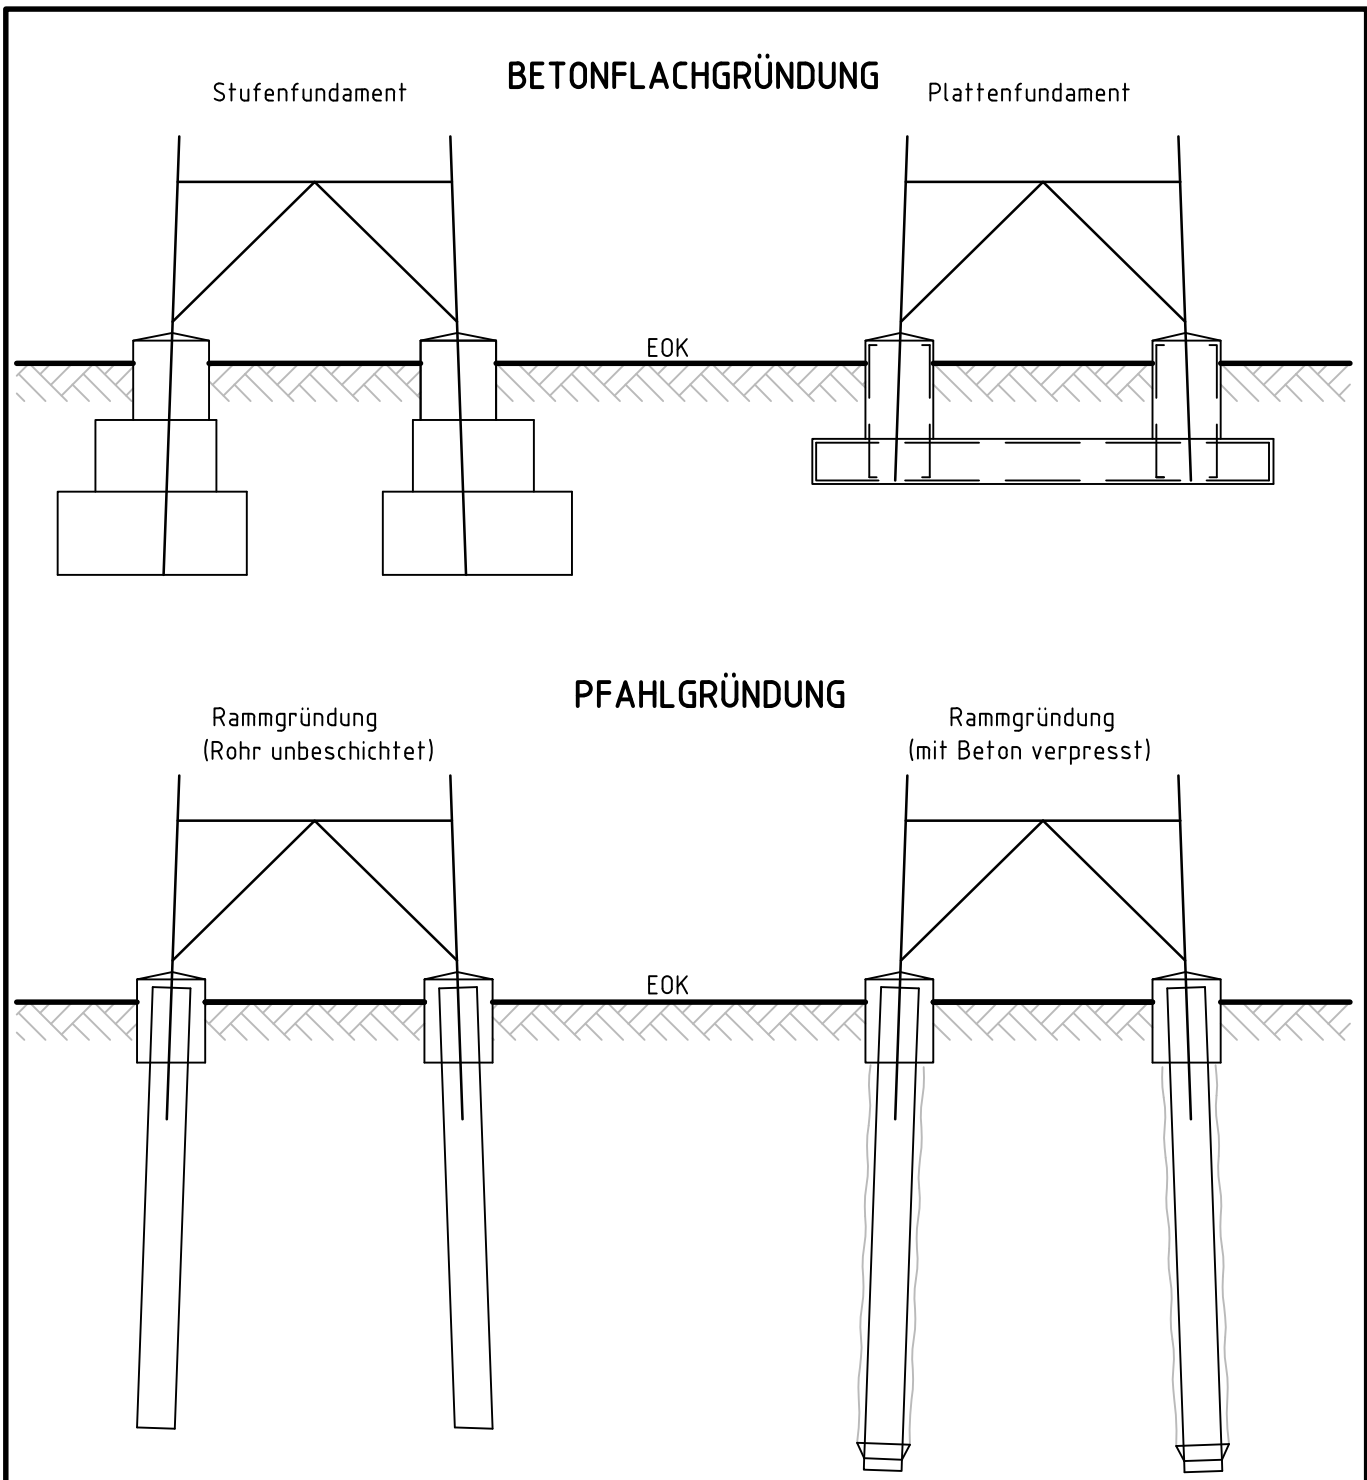 BETONFLACHGRÜNDUNG
Stufenfundament
Plattenfundament
EOK
PFAHLGRÜNDUNG
Rammgründung
(Rohr unbeschichtet)
Rammgründung
(mit Beton verpresst)
EOK